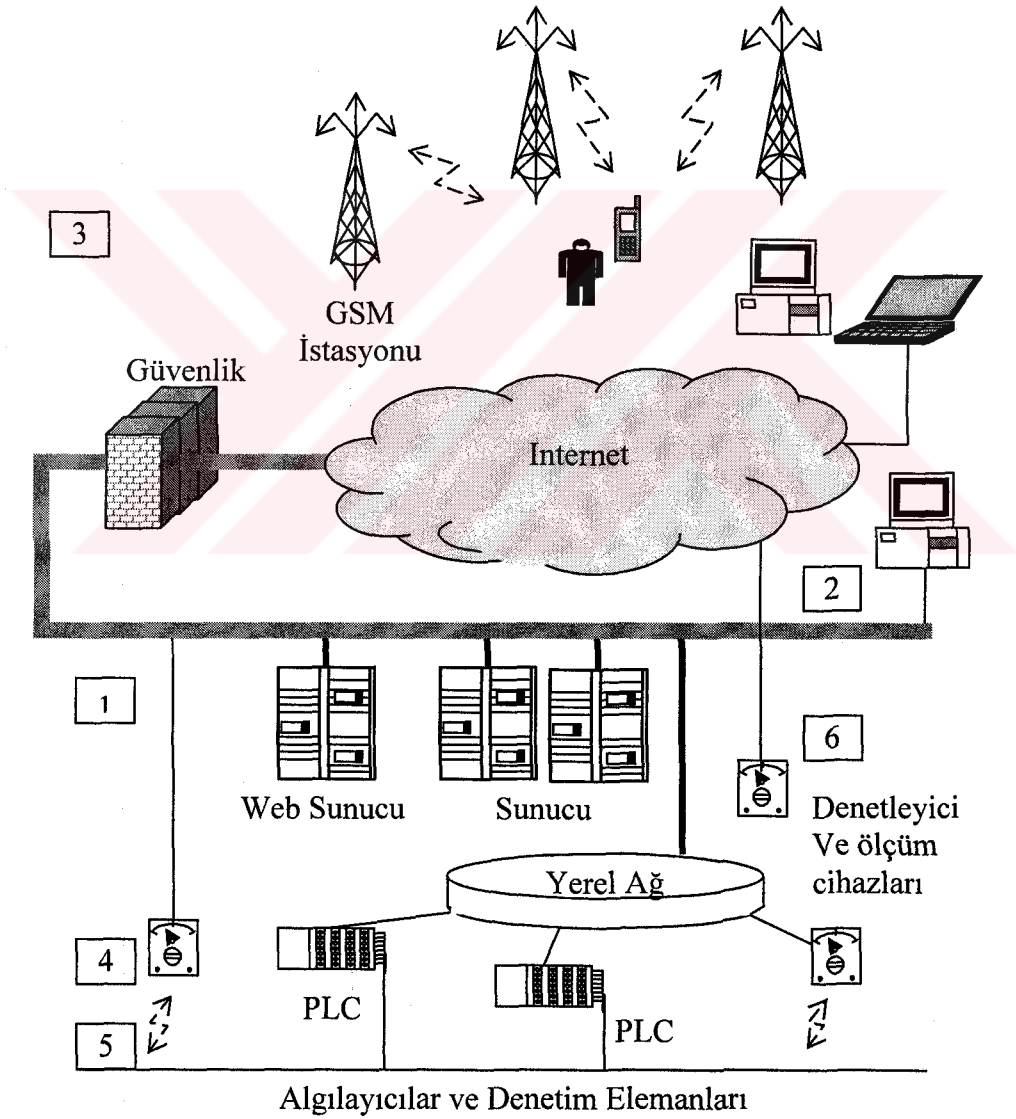 3
GSM
İstasyonu
Güvenlik
Internet
2
1
6
Web Sunucu
Sunucu
Denetleyici
Ve ölçüm
cihazları
Yerel Ağ
4
PLC
PLC
5
Algılayıcılar ve Denetim Elemanları